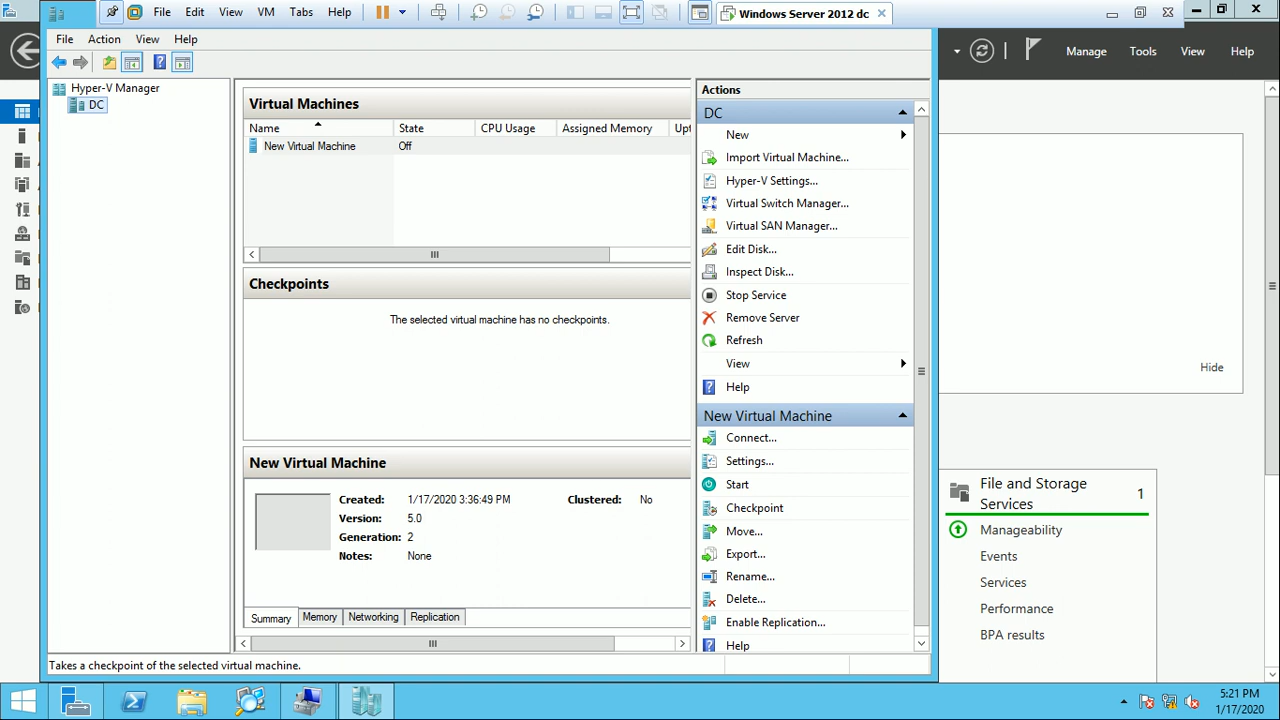 File Edit View VM Tabs Help
Windows Server 2012 dc
File Action View Help
Manage Tools View Help
Hyper-V Manager
DC
Virtual Machines
Name State CPU Usage Assigned Memory Upt
New Virtual Machine Off
Checkpoints
The selected virtual machine has no checkpoints.
New Virtual Machine
Created: 1/17/2020 3:36:49 PM Clustered: No
Version: 5.0
Generation: 2
Notes: None
Summary Memory Networking Replication
Actions
DC
New
Import Virtual Machine...
Hyper-V Settings...
Virtual Switch Manager...
Virtual SAN Manager...
Edit Disk...
Inspect Disk...
Stop Service
Remove Server
Refresh
View
Help
New Virtual Machine
Connect...
Settings...
Start
Checkpoint
Move...
Export...
Rename...
Delete...
Enable Replication...
Help
Hide
File and Storage
Services 1
Manageability
Events
Services
Performance
BPA results
Takes a checkpoint of the selected virtual machine.
5:21 PM
1/17/2020